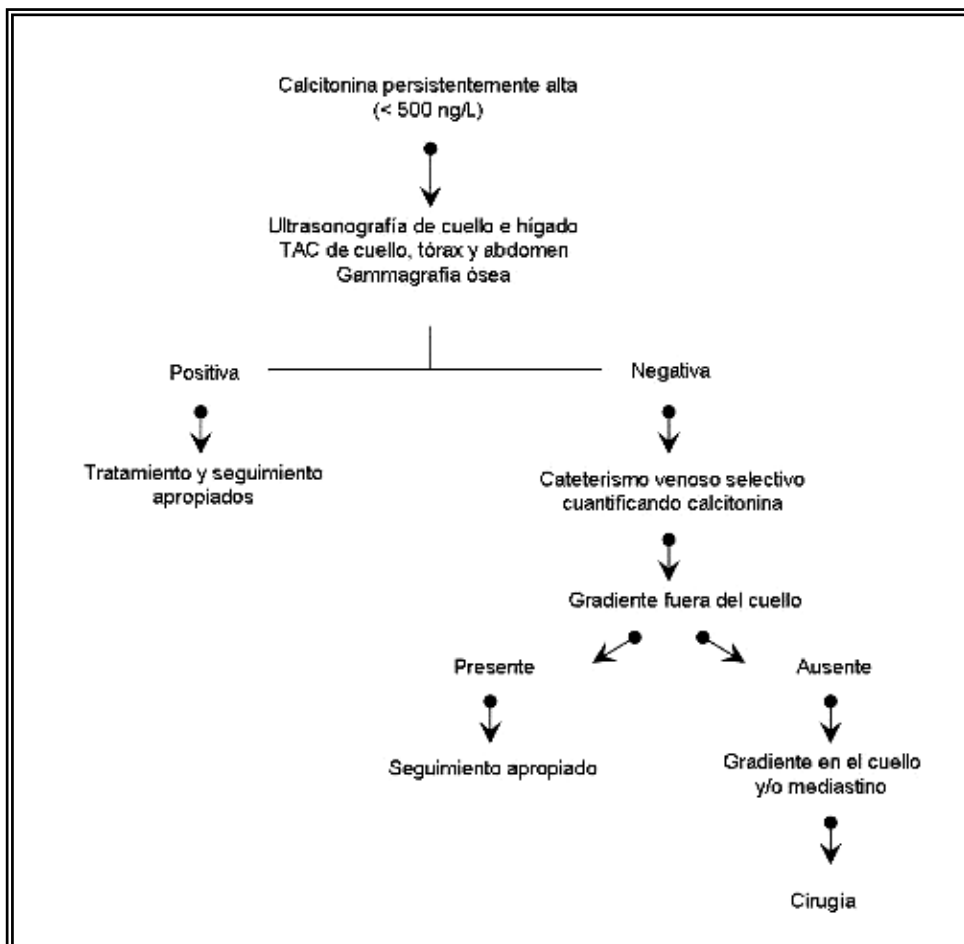 Calcitonina persistentemente alta
(< 500 ng/L)
Ultrasonografía de cuello e hígado
TAC de cuello, tórax y abdomen
Gammagrafía ósea
Positiva
Negativa
Tratamiento y seguimiento
apropiados
Cateterismo venoso selectivo
cuantificando calcitonina
Gradiente fuera del cuello
Presente
Ausente
Seguimiento apropiado
Gradiente en el cuello
y/o mediastino
Cirugía